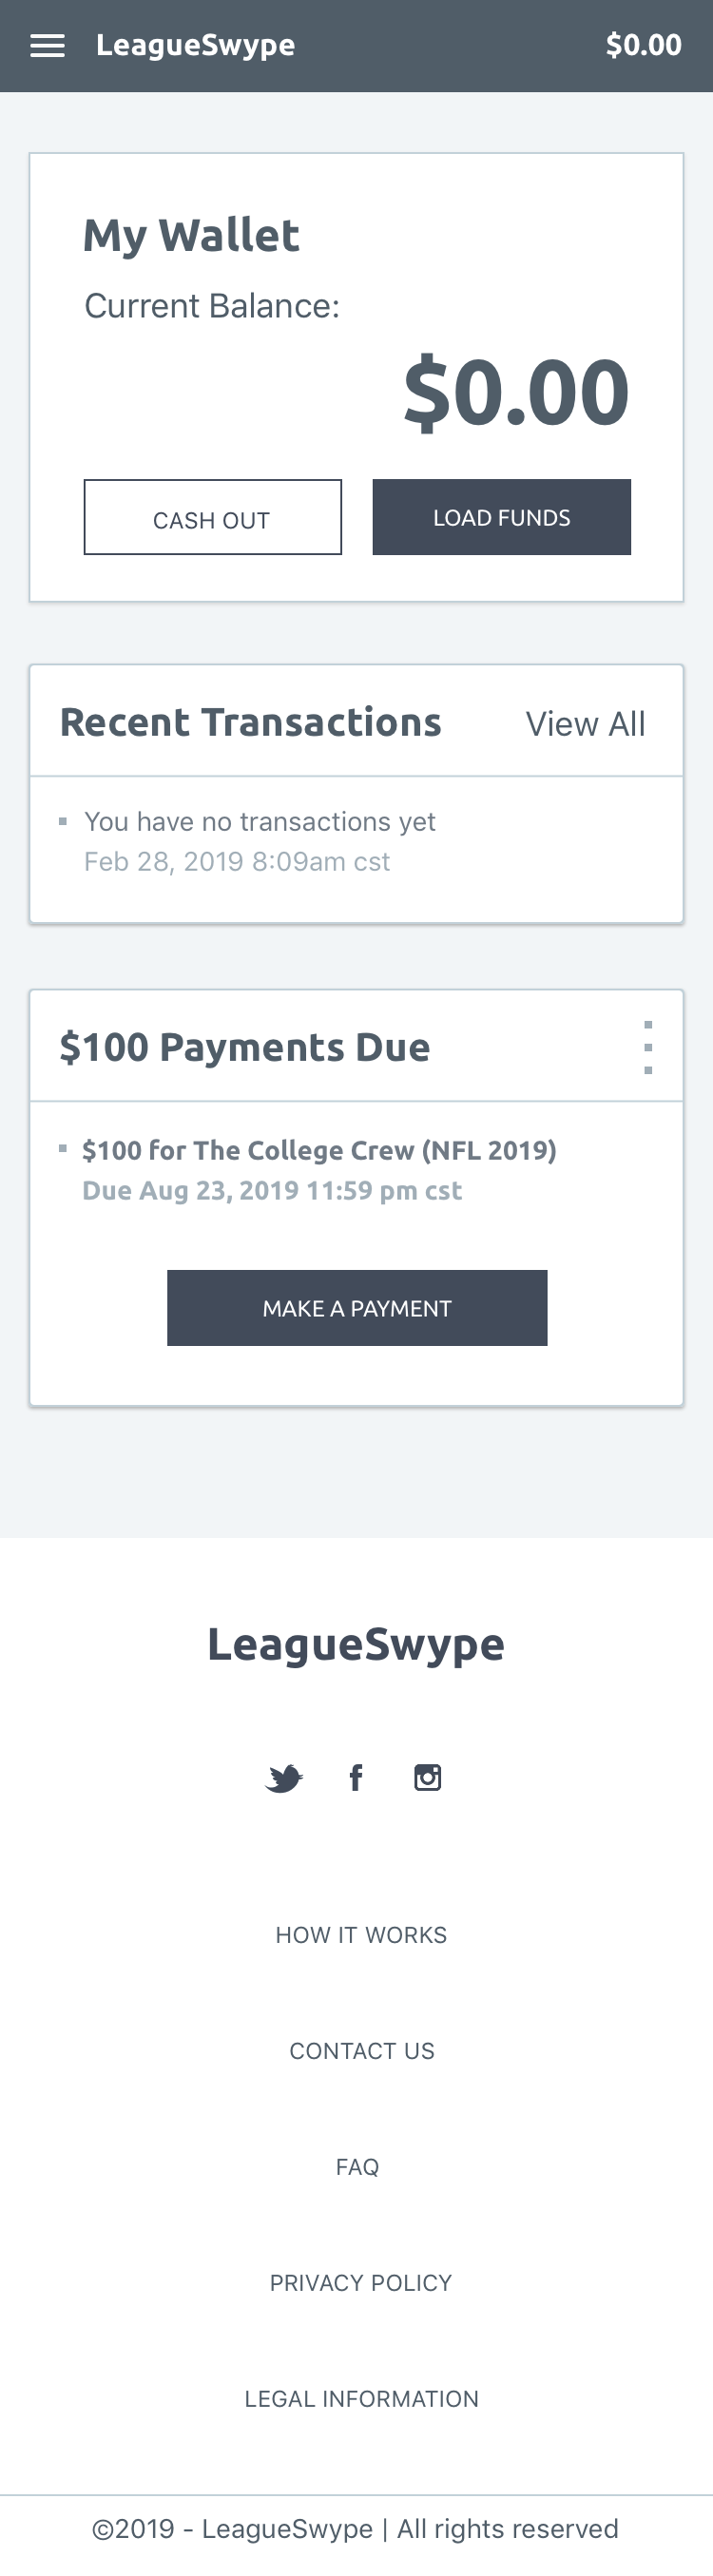 LeagueSwype $0.00
My Wallet
Current Balance:
$0.00
CASH OUT LOAD FUNDS
Recent Transactions View All
You have no transactions yet
Feb 28, 2019 8:09am cst
$100 Payments Due
$100 for The College Crew (NFL 2019)
Due Aug 23, 2019 11:59 pm cst
MAKE A PAYMENT
LeagueSwype
HOW IT WORKS
CONTACT US
FAQ
PRIVACY POLICY
LEGAL INFORMATION
©2019 - LeagueSwype | All rights reserved